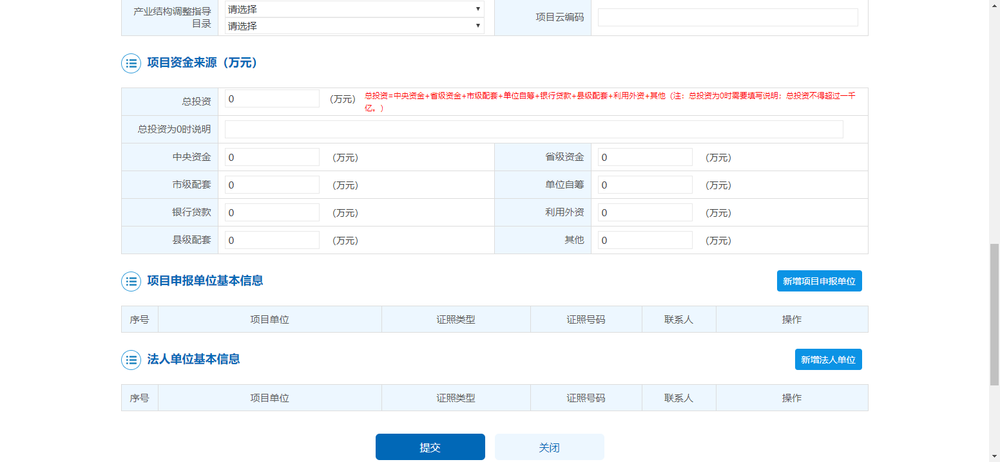 产业结构调整指导
目录
请选择
请选择
项目云编码
项目资金来源（万元）
总投资
0
(万元)
总投资=中央资金+省级资金+市级配套+单位自筹+银行贷款+县级配套+利用外资+其他（注：总投资为0时需要填写说明；总投资不得超过一千
亿。）
总投资为0时说明
中央资金 0 (万元) 省级资金 0 (万元)
市级配套 0 (万元) 单位自筹 0 (万元)
银行贷款 0 (万元) 利用外资 0 (万元)
县级配套 0 (万元) 其他 0 (万元)
项目申报单位基本信息 新增项目申报单位
序号 项目单位 证照类型 证照号码 联系人 操作
法人单位基本信息 新增法人单位
序号 项目单位 证照类型 证照号码 联系人 操作
提交 关闭